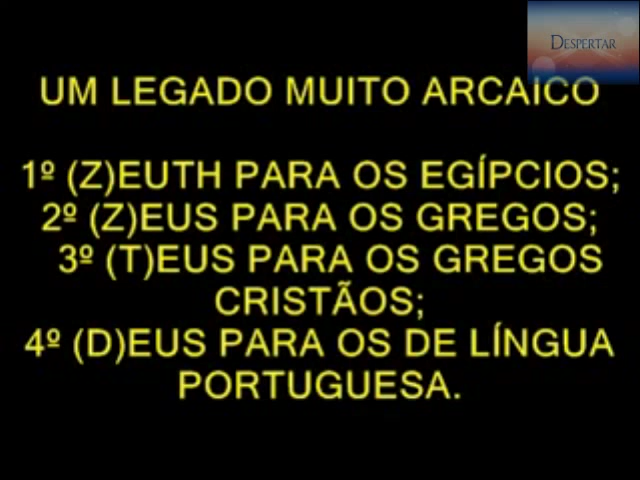 DESPERTAR
UM LEGADO MUITO ARCAICO
1º (Z)EUTH PARA OS EGÍPCIOS;
2º (Z)EUS PARA OS GREGOS;
3º (T)EUS PARA OS GREGOS
CRISTÃOS;
4º (D)EUS PARA OS DE LÍNGUA
PORTUGUESA.